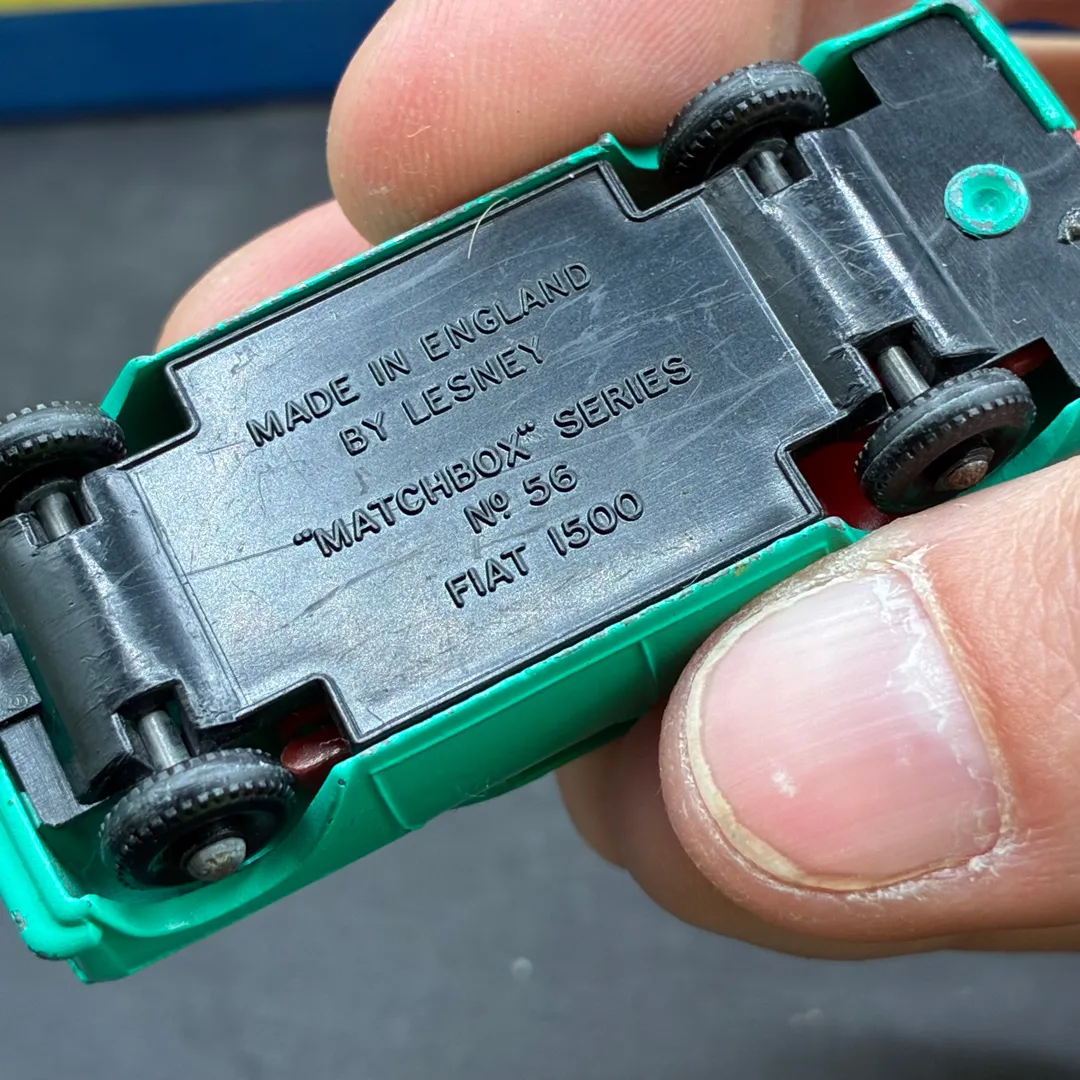 MADE IN ENGLAND
BY LESNEY
“MATCHBOX“ SERIES
Nº 56
FIAT 1500